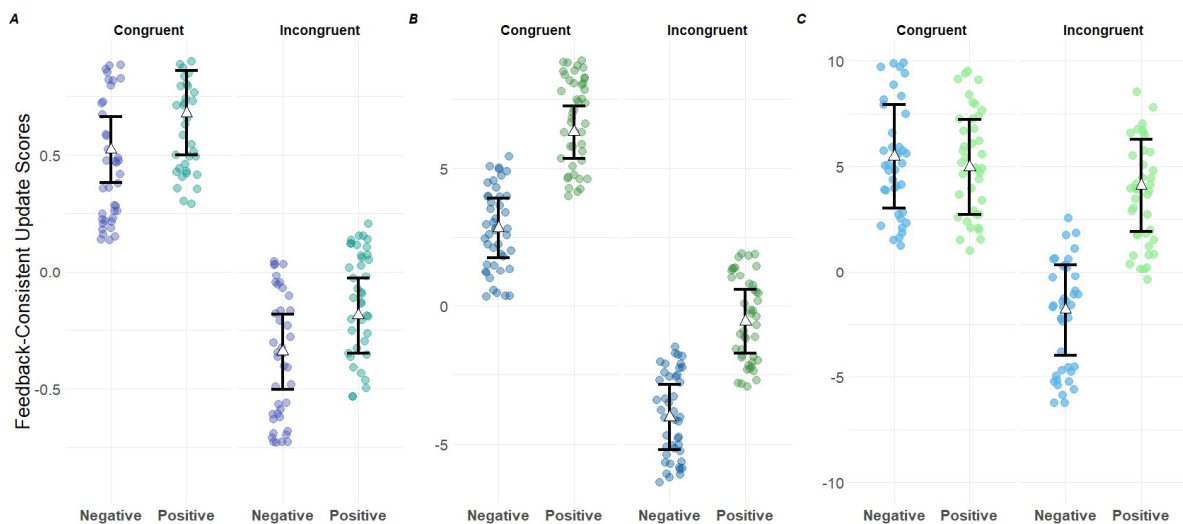 A
B
C
Congruent
Incongruent
Congruent
Incongruent
Congruent
Incongruent
Feedback-Consistent Update Scores
0.5
0.0
-0.5
5
0
-5
10
5
0
-5
-10
Negative
Positive
Negative
Positive
Negative
Positive
Negative
Positive
Negative
Positive
Negative
Positive